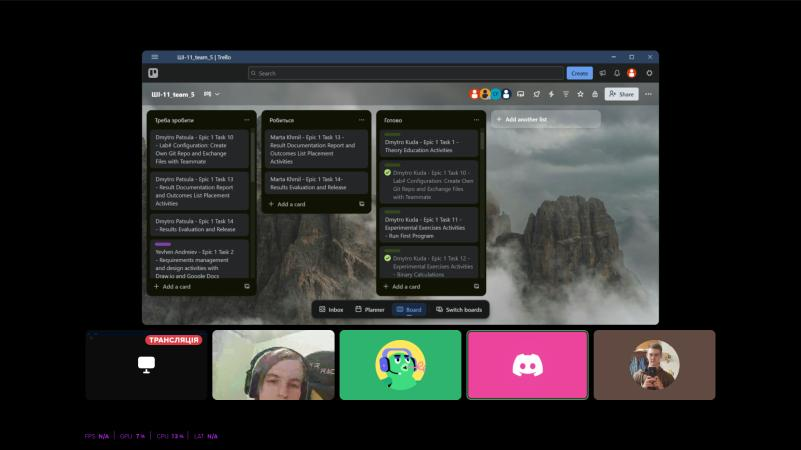 ШІ-11_team_5 | Trello
Search
Create
ШІ-11_team_5
Share
Треба зробити
Dmytro Patsula - Epic 1 Task 10
- Lab# Configuration: Create
Own Git Repo and Exchange
Files with Teammate
Dmytro Patsula - Epic 1 Task 13
- Result Documentation Report
and Outcomes List Placement
Activities
Dmytro Patsula - Epic 1 Task 14
- Results Evaluation and Release
Yevhen Andreiev - Epic 1 Task 2
- Requirements management
and design activities with
Draw.io and Google Docs
+ Add a card
Робиться
Marta Khmil - Epic 1 Task 13 -
Result Documentation Report and
Outcomes List Placement
Activities
Marta Khmil - Epic 1 Task 14-
Results Evaluation and Release
+ Add a card
Готово
Dmytro Kuda - Epic 1 Task 1 -
Theory Education Activities
Dmytro Kuda - Epic 1 Task 10 -
Lab# Configuration: Create Own
Git Repo and Exchange Files
with Teammate
Dmytro Kuda - Epic 1 Task 11 -
Experimental Exercises Activities
- Run First Program
Dmytro Kuda - Epic 1 Task 12 -
Experimental Exercises Activities
- Binary Calculations
+ Add a card
+ Add another list
Inbox
Planner
Board
Switch boards
ТРАНСЛЯЦІЯ
FPS: N/A | GPU: 7 % | CPU: 13 % | LAT: N/A